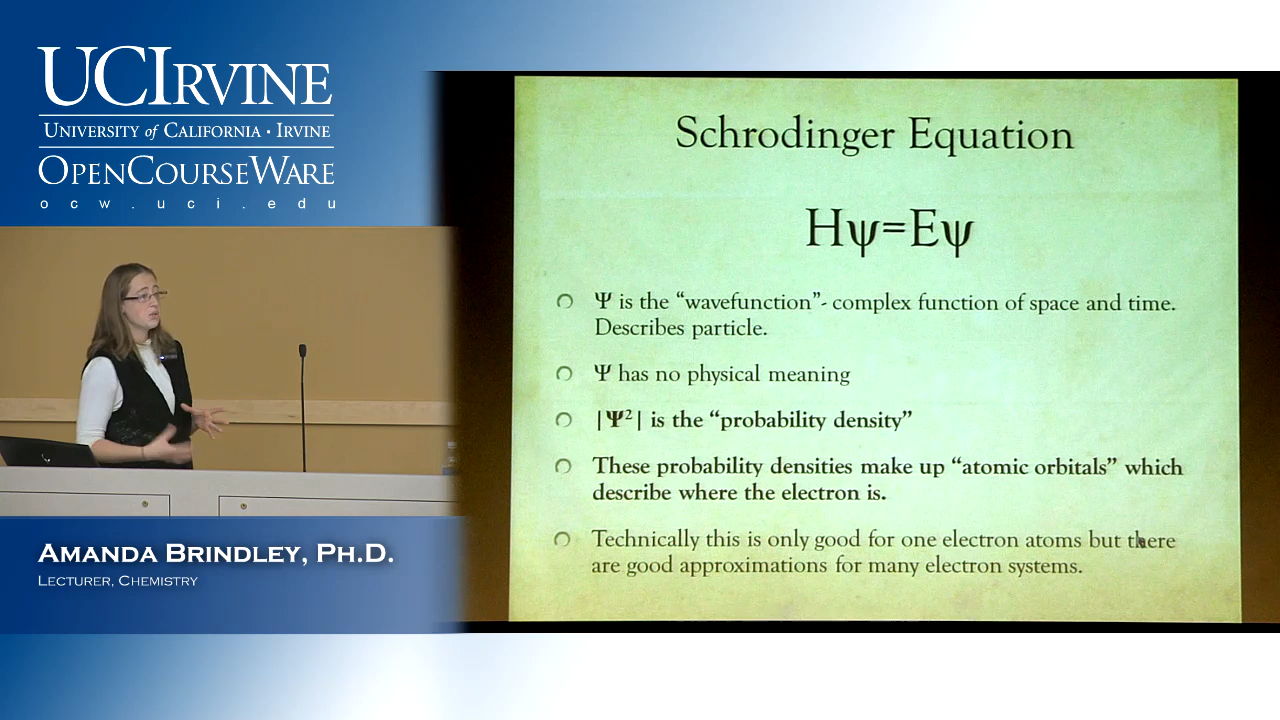 UCIRVINE
UNIVERSITY of CALIFORNIA · IRVINE
OPENCOURSEWARE
ocw.uci.edu
AMANDA BRINDLEY, PH.D.
LECTURER, CHEMISTRY
Schrodinger Equation
Hψ=Eψ
Ψ is the “wavefunction”- complex function of space and time.
Describes particle.
Ψ has no physical meaning
|Ψ²| is the “probability density”
These probability densities make up “atomic orbitals” which
describe where the electron is.
Technically this is only good for one electron atoms but there
are good approximations for many electron systems.